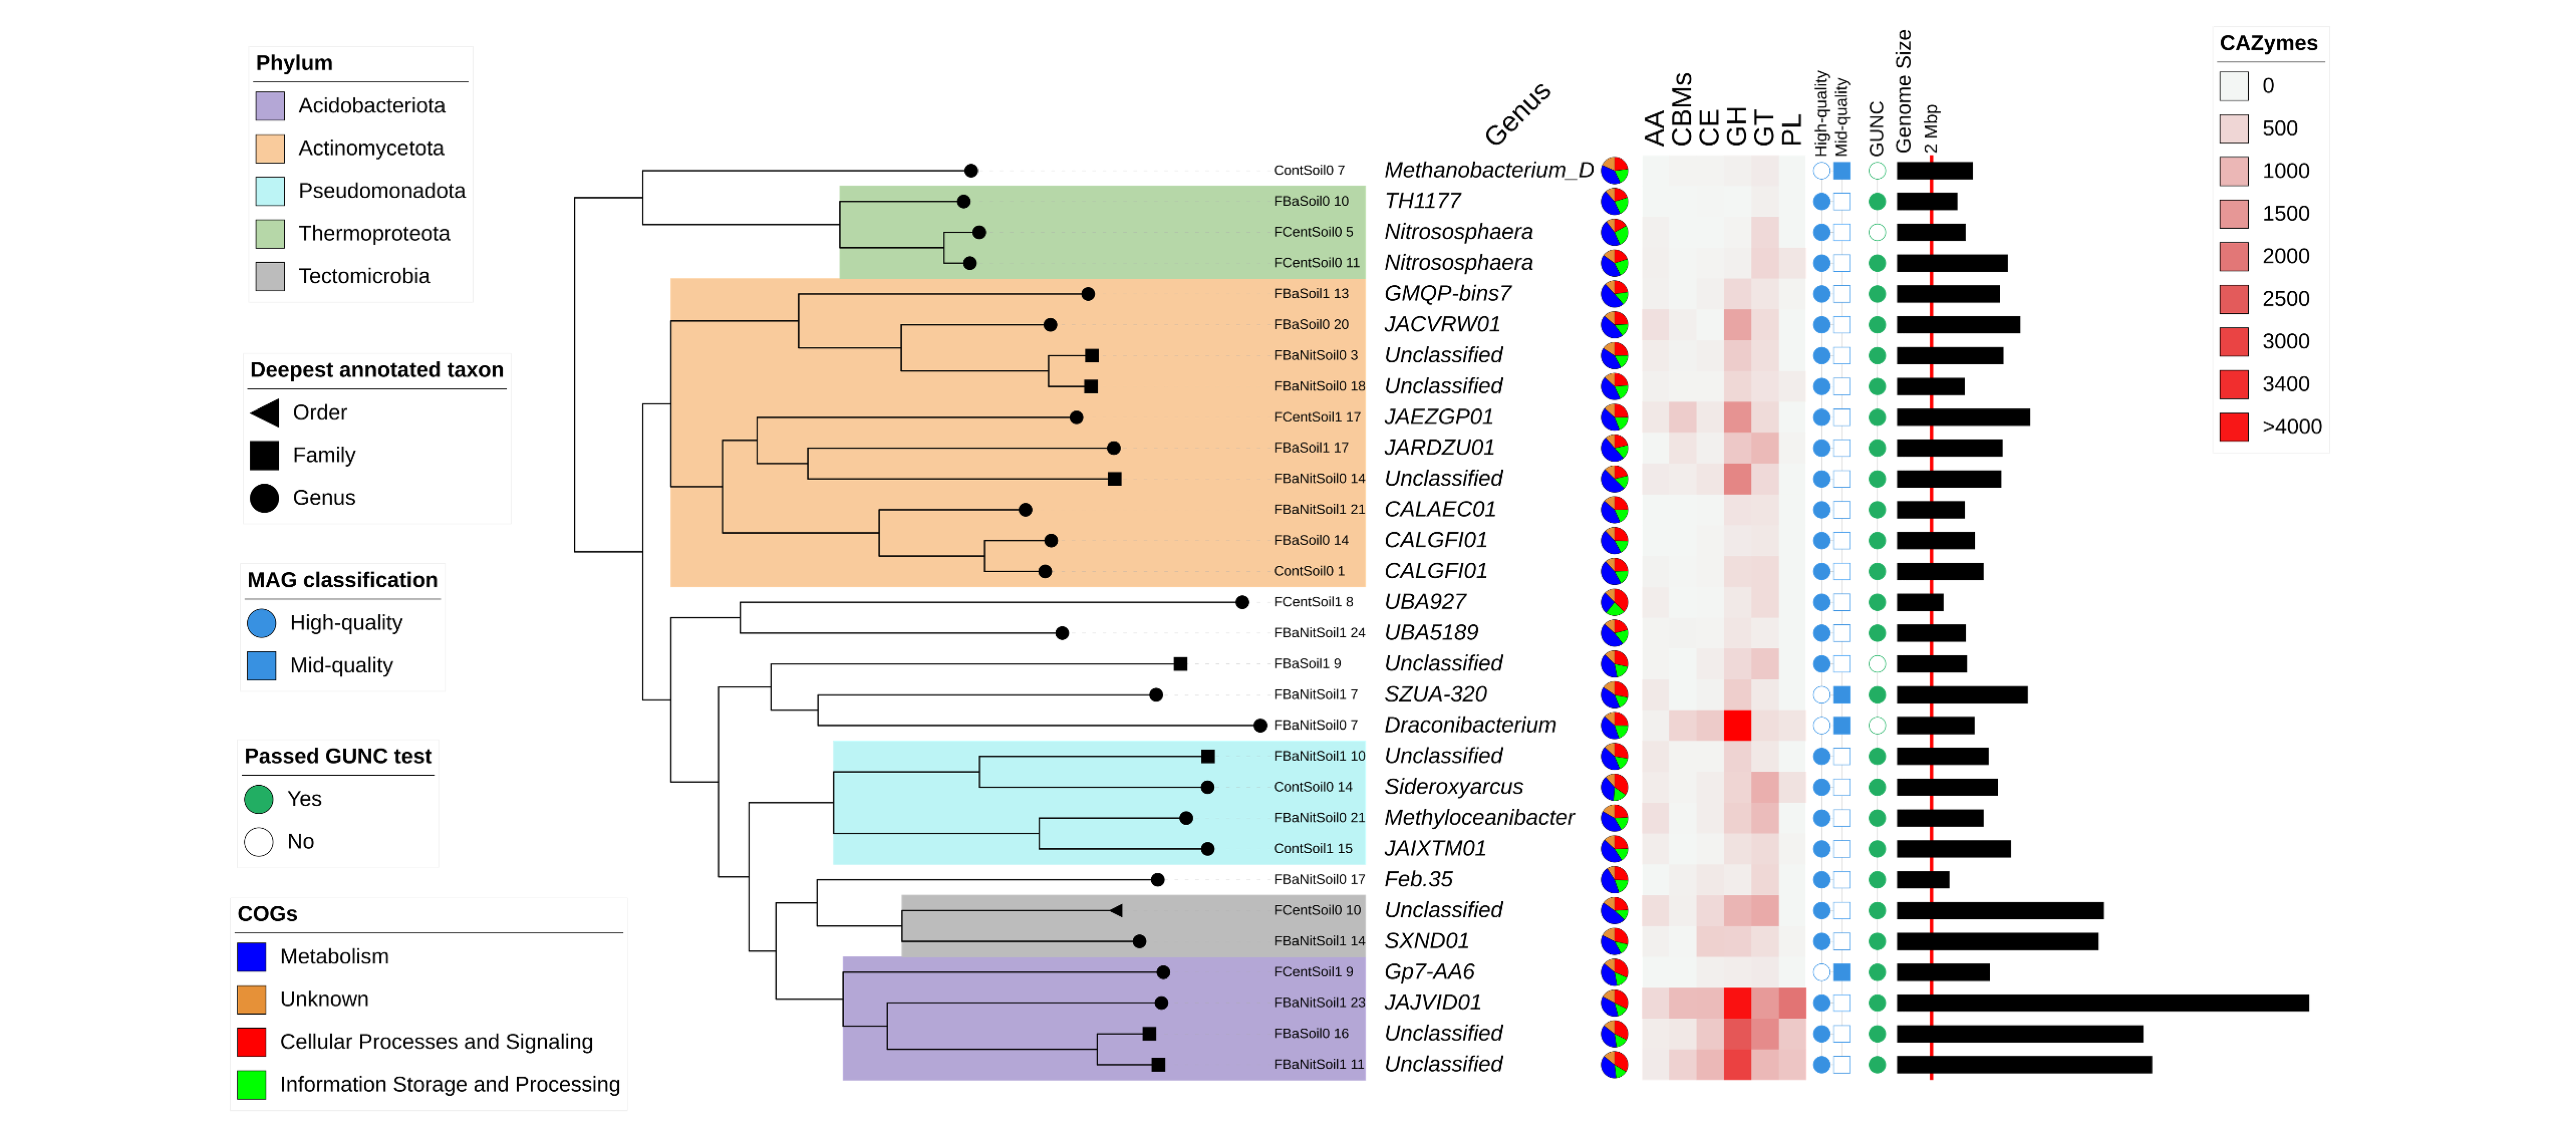 Phylum
Acidobacteriota
Actinomycetota
Pseudomonadota
Thermoproteota
Tectomicrobia
Deepest annotated taxon
Order
Family
Genus
MAG classification
High-quality
Mid-quality
Passed GUNC test
Yes
No
COGs
Metabolism
Unknown
Cellular Processes and Signaling
Information Storage and Processing
Genus
AA
CBMs
CE
GH
GT
PL
High-quality
Mid-quality
GUNC
Genome Size
2 Mbp
ContSoil0 7 Methanobacterium_D
FBaSoil0 10 TH1177
FCentSoil0 5 Nitrososphaera
FCentSoil0 11 Nitrososphaera
FBaSoil1 13 GMQP-bins7
FBaSoil0 20 JACVRW01
FBaNitSoil0 3 Unclassified
FBaNitSoil0 18 Unclassified
FCentSoil1 17 JAEZGP01
FBaSoil1 17 JARDZU01
FBaNitSoil0 14 Unclassified
FBaNitSoil1 21 CALAEC01
FBaSoil0 14 CALGFI01
ContSoil0 1 CALGFI01
FCentSoil1 8 UBA927
FBaNitSoil1 24 UBA5189
FBaSoil1 9 Unclassified
FBaNitSoil1 7 SZUA-320
FBaNitSoil0 7 Draconibacterium
FBaNitSoil1 10 Unclassified
ContSoil0 14 Sideroxyarcus
FBaNitSoil0 21 Methyloceanibacter
ContSoil1 15 JAIXTM01
FBaNitSoil0 17 Feb.35
FCentSoil0 10 Unclassified
FBaNitSoil1 14 SXND01
FCentSoil1 9 Gp7-AA6
FBaNitSoil1 23 JAJVID01
FBaSoil0 16 Unclassified
FBaNitSoil1 11 Unclassified
CAZymes
0
500
1000
1500
2000
2500
3000
3400
>4000